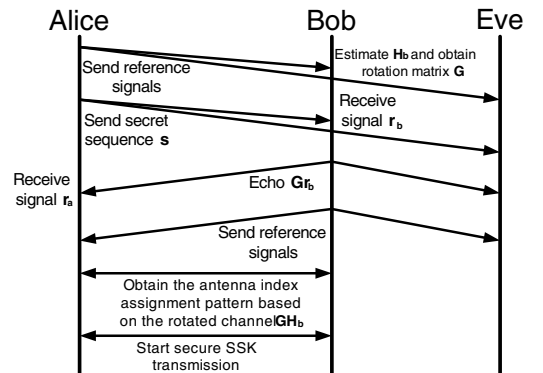 Alice
Bob
Eve
Estimate Hb and obtain
rotation matrix G
Send reference
signals
Receive
signal rb
Send secret
sequence s
Receive
signal ra
Echo Grb
Send reference
signals
Obtain the antenna index
assignment pattern based
on the rotated channelGHb
Start secure SSK
transmission